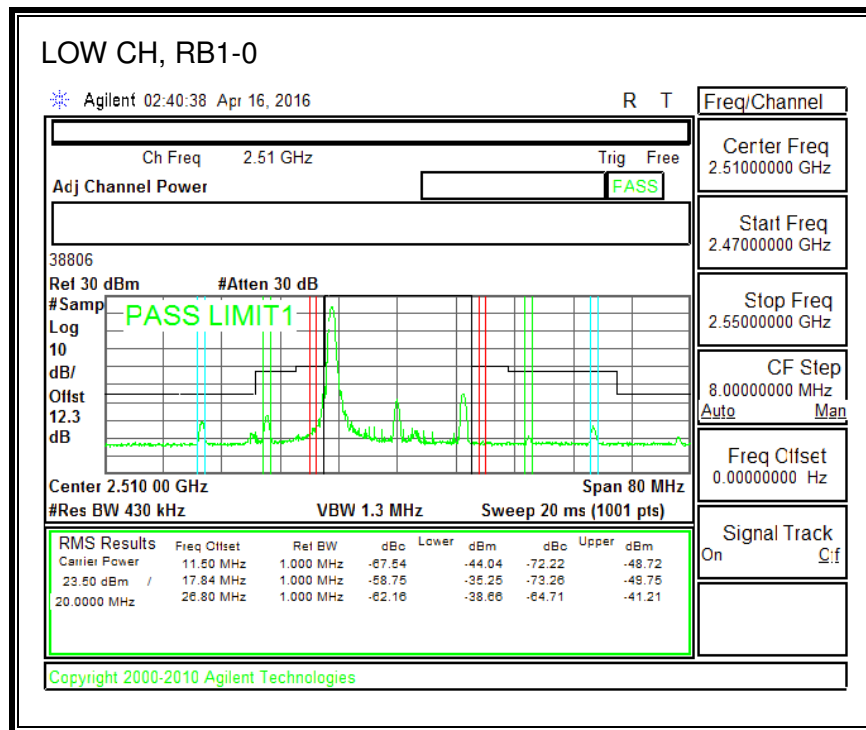 LOW CH, RB1-0
Agilent 02:40:38 Apr 16, 2016 R T
Freq/Channel
Ch Freq 2.51 GHz Trig Free
Adj Channel Power PASS
Center Freq
2.51000000 GHz
Start Freq
2.47000000 GHz
Stop Freq
2.55000000 GHz
CF Step
8.00000000 MHz
Auto Man
Freq Offset
0.00000000 Hz
Signal Track
On Off
38806
Ref 30 dBm #Atten 30 dB
#Samp
Log
10
dB/
Offst
12.3
dB
PASS LIMIT1
Center 2.510 00 GHz Span 80 MHz
#Res BW 430 kHz VBW 1.3 MHz Sweep 20 ms (1001 pts)
RMS Results Freq Offset Ref BW dBc Lower dBm dBc Upper dBm
Carrier Power 11.50 MHz 1.000 MHz -67.54 -44.04 -72.22 -48.72
23.50 dBm / 17.84 MHz 1.000 MHz -58.75 -35.25 -73.26 -49.75
20.0000 MHz 26.80 MHz 1.000 MHz -62.16 -38.66 -64.71 -41.21
Copyright 2000-2010 Agilent Technologies